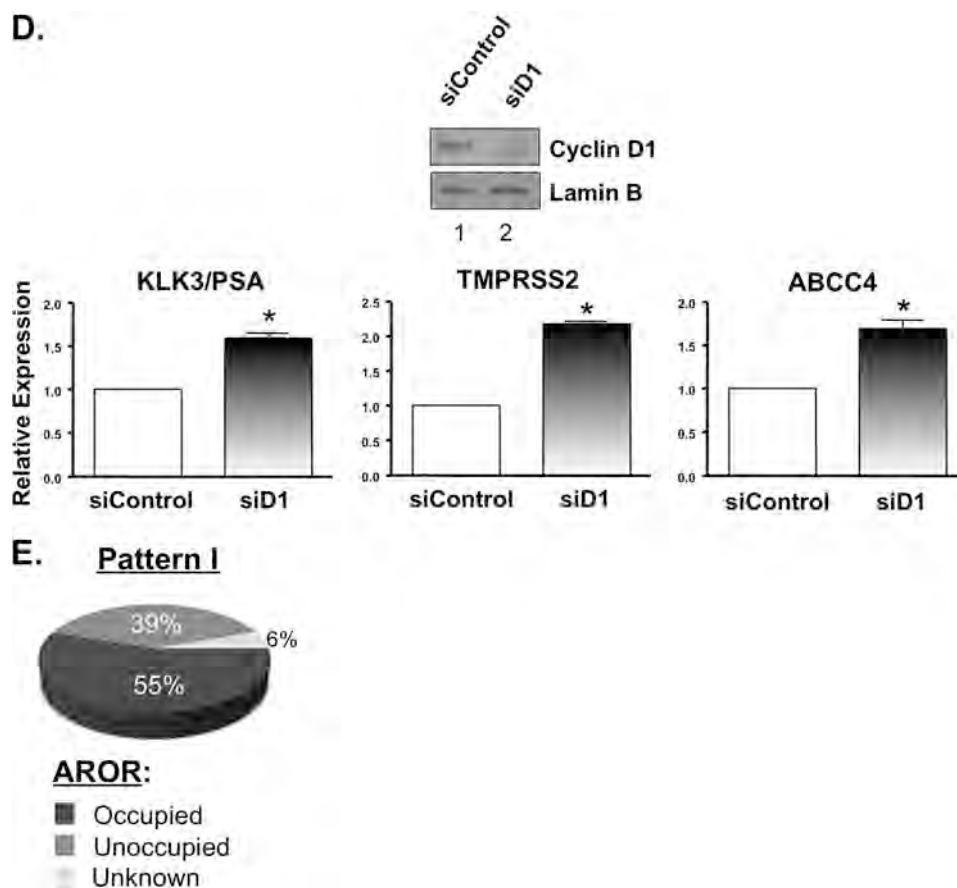 D.
siControl
siD1
Cyclin D1
Lamin B
1 2
KLK3/PSA
TMPRSS2
ABCC4
Relative Expression
2.0
1.5
1.0
0.5
0.0
*
siControl siD1
2.5
2.0
1.5
1.0
0.5
0.0
*
siControl siD1
2.0
1.5
1.0
0.5
0.0
*
siControl siD1
E.
Pattern I
39%
6%
55%
AROR:
Occupied
Unoccupied
Unknown